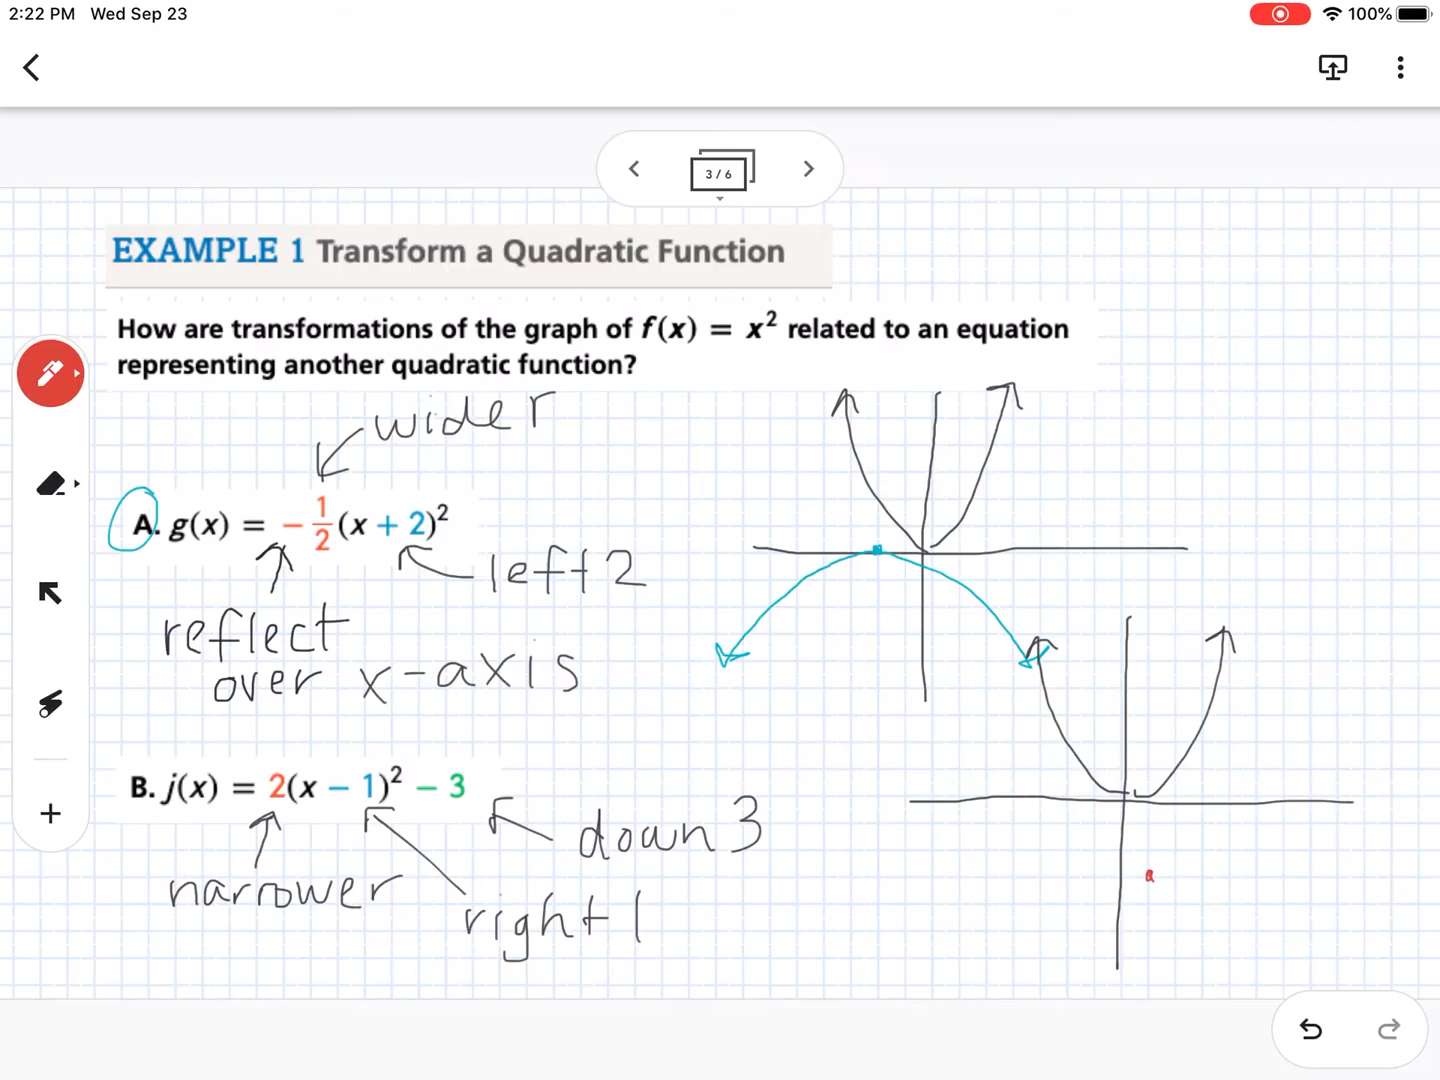 2:22 PM Wed Sep 23
100%
3 / 6
EXAMPLE 1 Transform a Quadratic Function
How are transformations of the graph of f(x) = x² related to an equation
representing another quadratic function?
wider
A. g(x) = − 1/2 (x + 2)²
left 2
reflect
over x-axis
B. j(x) = 2(x − 1)² − 3
down 3
narrower
right 1